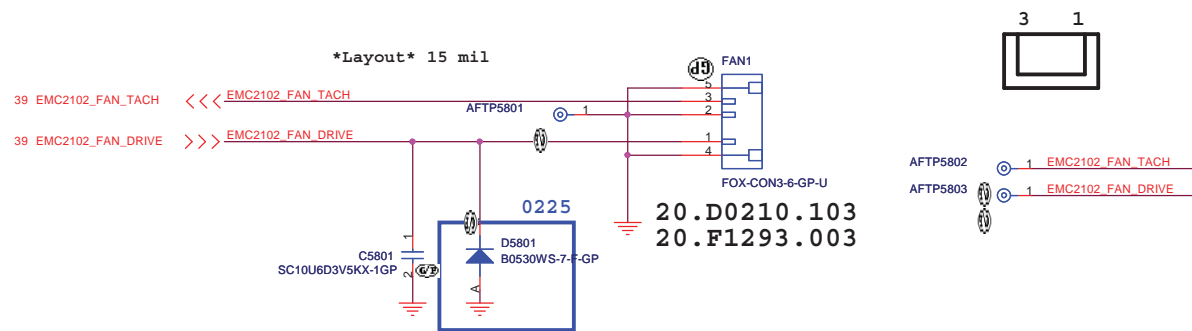 3 1
*Layout* 15 mil
FAN1
GP
5
39 EMC2102_FAN_TACH
EMC2102_FAN_TACH
3
AFTP5801
1
2
39 EMC2102_FAN_DRIVE
EMC2102_FAN_DRIVE
1
4
AFTP5802
1
EMC2102_FAN_TACH
FOX-CON3-6-GP-U
AFTP5803
1
EMC2102_FAN_DRIVE
0225
20.D0210.103
20.F1293.003
1
D5801
C5801
B0530WS-7-F-GP
SC10U6D3V5KX-1GP
2
G/P
A